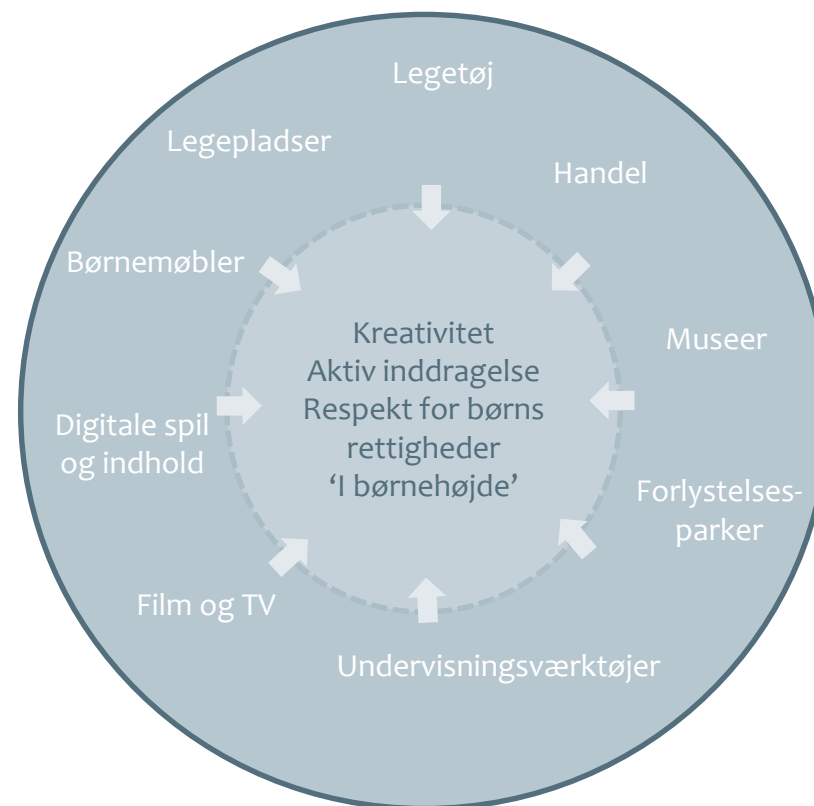 Legetøj
Legepladser
Handel
Børnemøbler
Museer
Digitale spil
og indhold
Forlystelses-
parker
Film og TV
Undervisningsværktøjer
Kreativitet
Aktiv inddragelse
Respekt for børns
rettigheder
‘I børnehøjde’